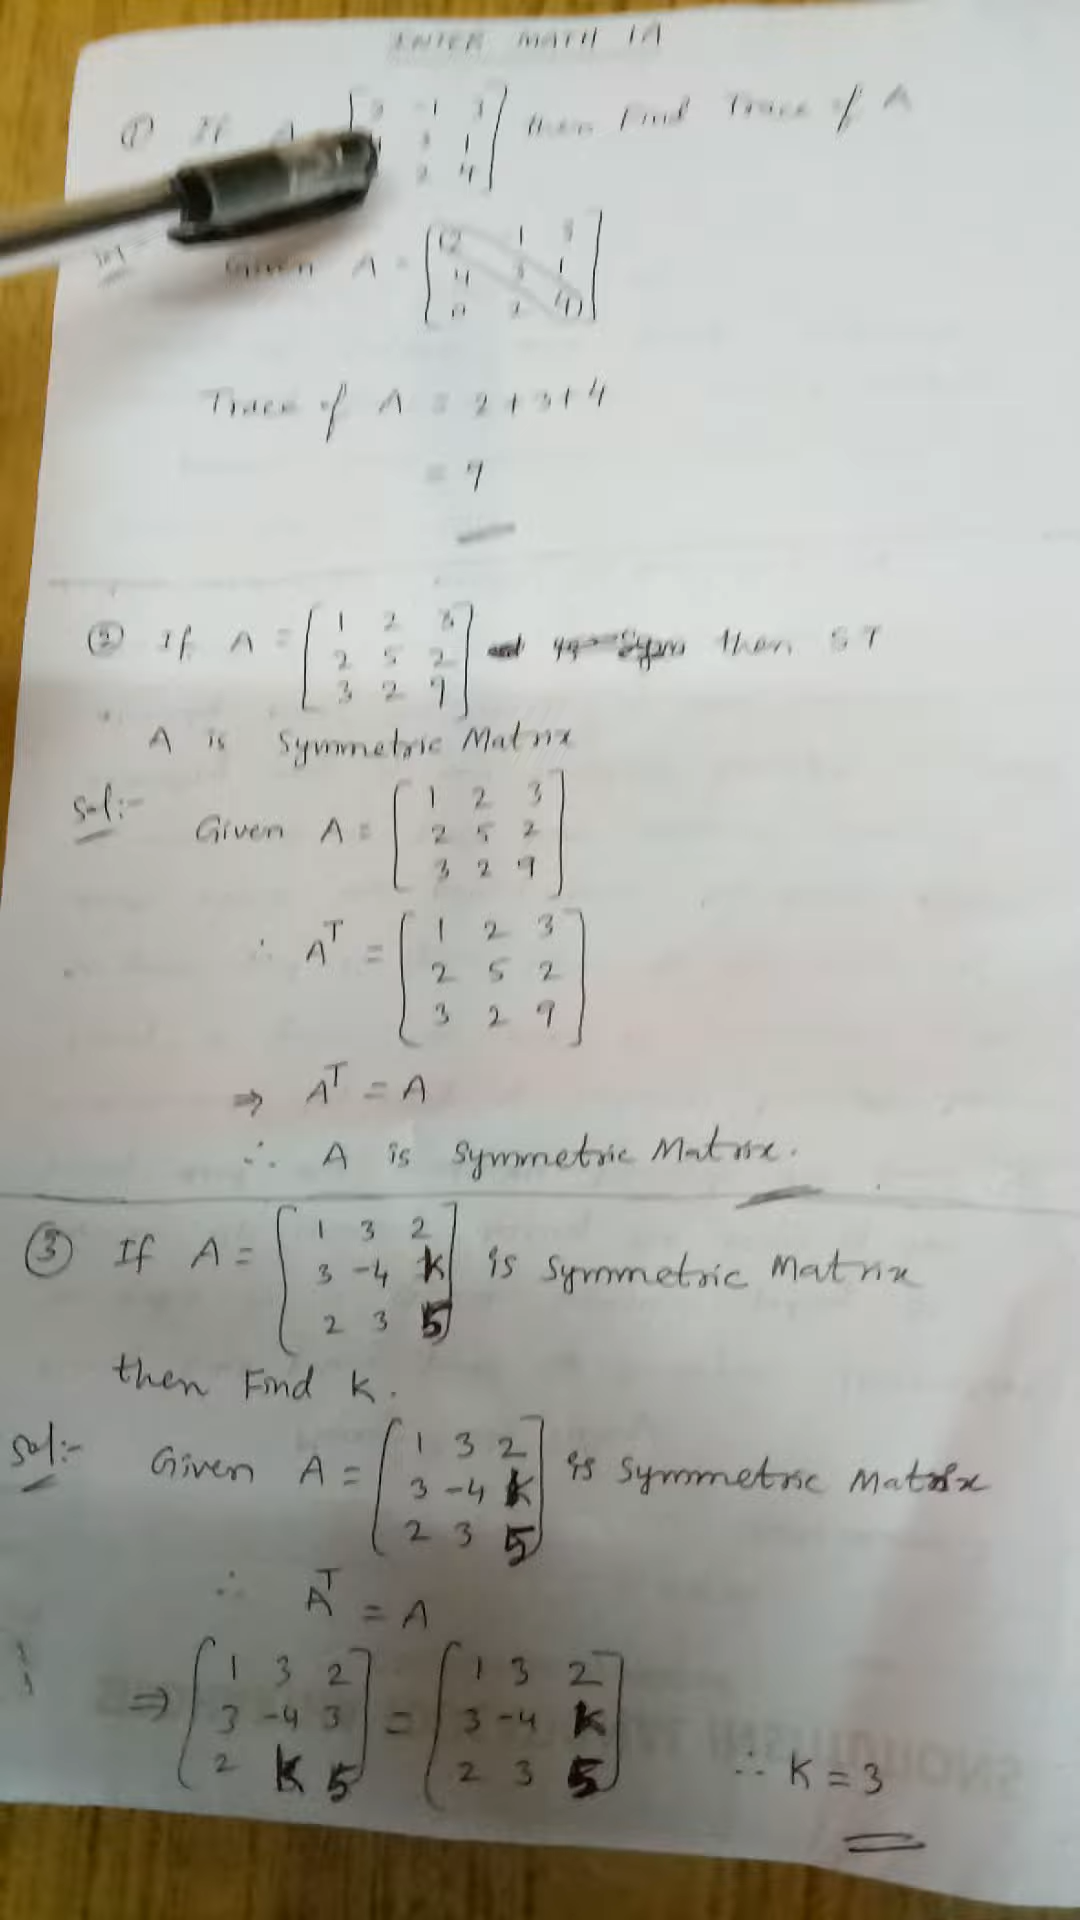 INTER MATH 1A
① If A 2 -1 3 then Find Trace of A
3 1
2 4
Sol Given A = 2 1 3
4 3 1
0 2 4
Trace of A = 2+3+4
= 9
② If A = 1 2 3 then S T
2 5 2
3 2 9
A is Symmetric Matrix
Sol:- Given A = 1 2 3
2 5 2
3 2 9
∴ A^T = 1 2 3
2 5 2
3 2 9
⇒ A^T = A
∴ A is Symmetric Matrix.
③ If A = 1 3 2 is Symmetric Matrix
3 -4 k
2 3 5
then Find k.
Sol:- Given A = 1 3 2 is Symmetric Matrix
3 -4 k
2 3 5
∴ A^T = A
⇒ 1 3 2 = 1 3 2
3 -4 3 3 -4 k
2 k 5 2 3 5 ∴ K = 3